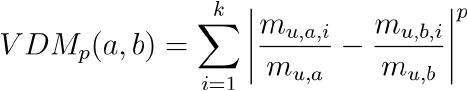 $$VDM_p(a,b) = \sum_{i=1}^{k} \left| \frac{m_{u,a,i}}{m_{u,a}} - \frac{m_{u,b,i}}{m_{u,b}} \right|^p$$